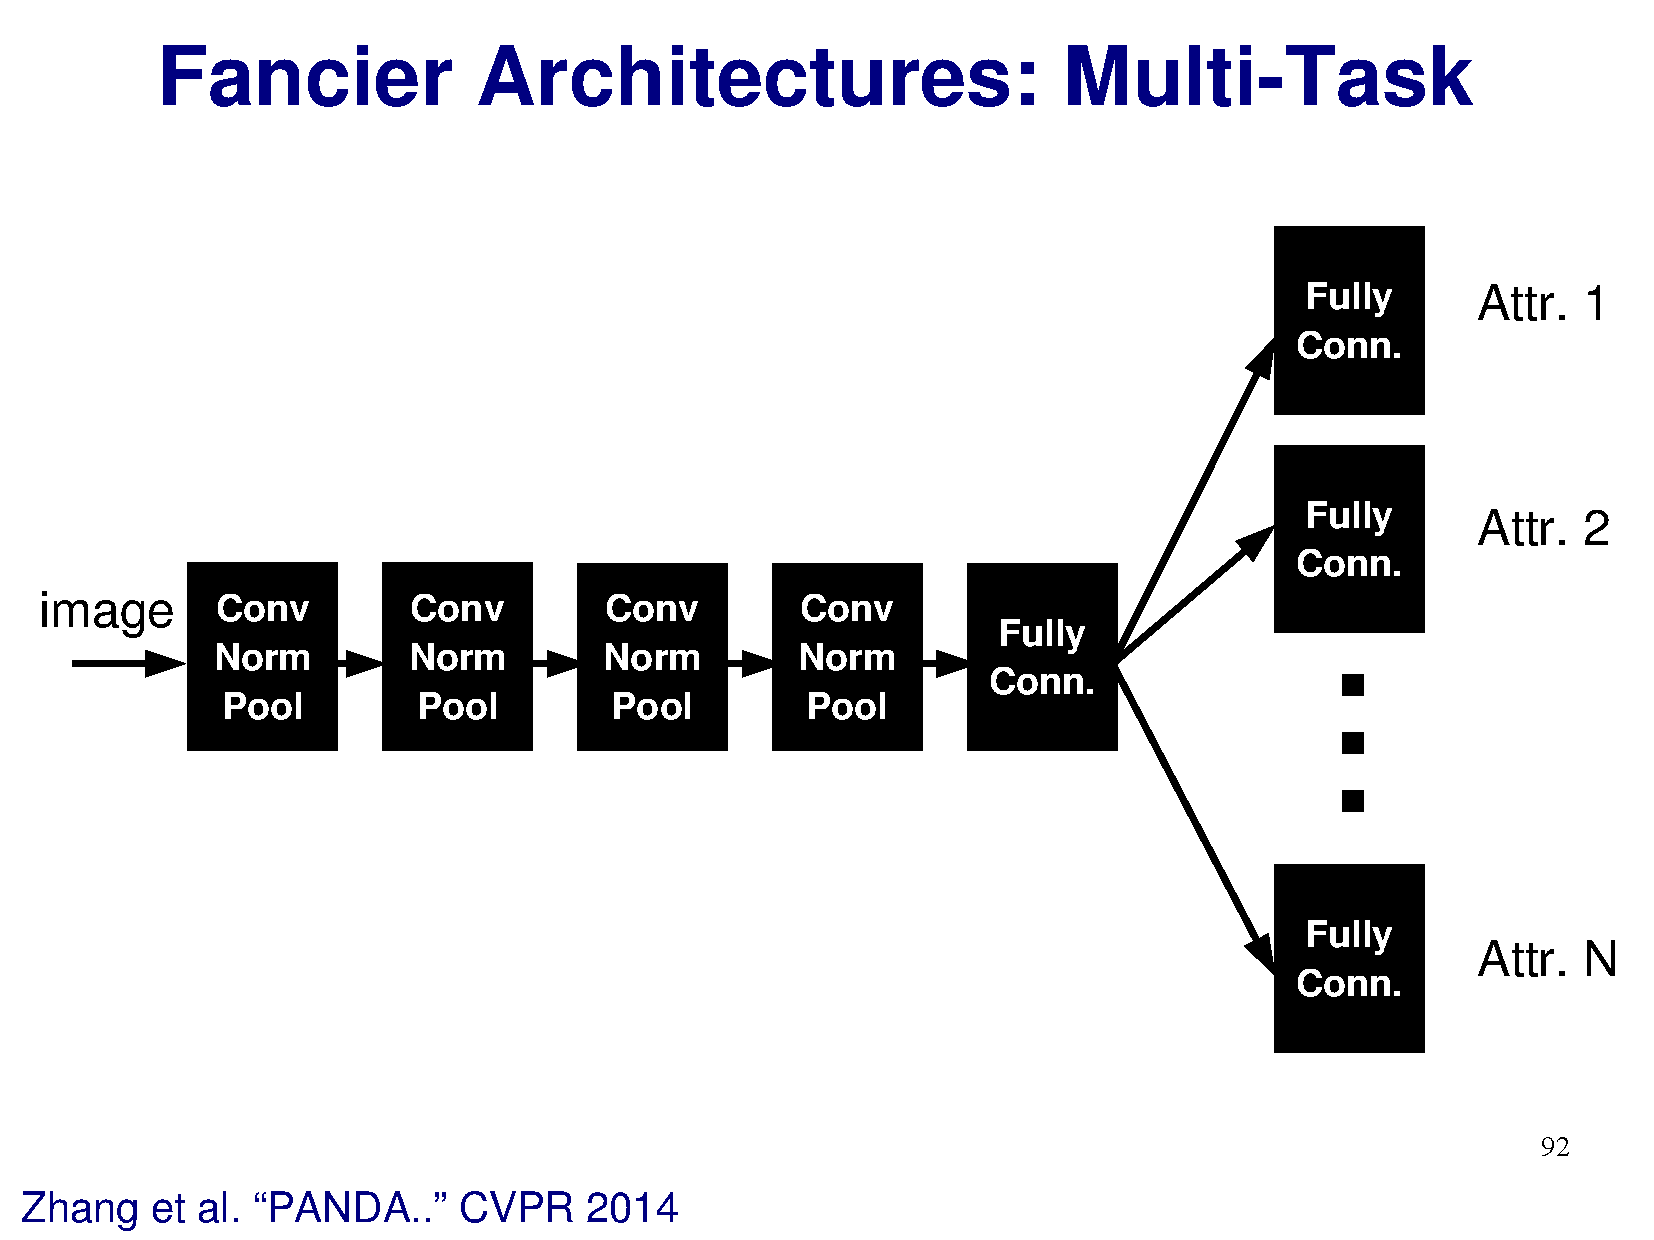 Fancier Architectures: Multi-Task
Fully
Conn.
Attr. 1
Fully
Conn.
Attr. 2
image
Conv
Norm
Pool
Conv
Norm
Pool
Conv
Norm
Pool
Conv
Norm
Pool
Fully
Conn.
Fully
Conn.
Attr. N
92
Zhang et al. “PANDA..” CVPR 2014